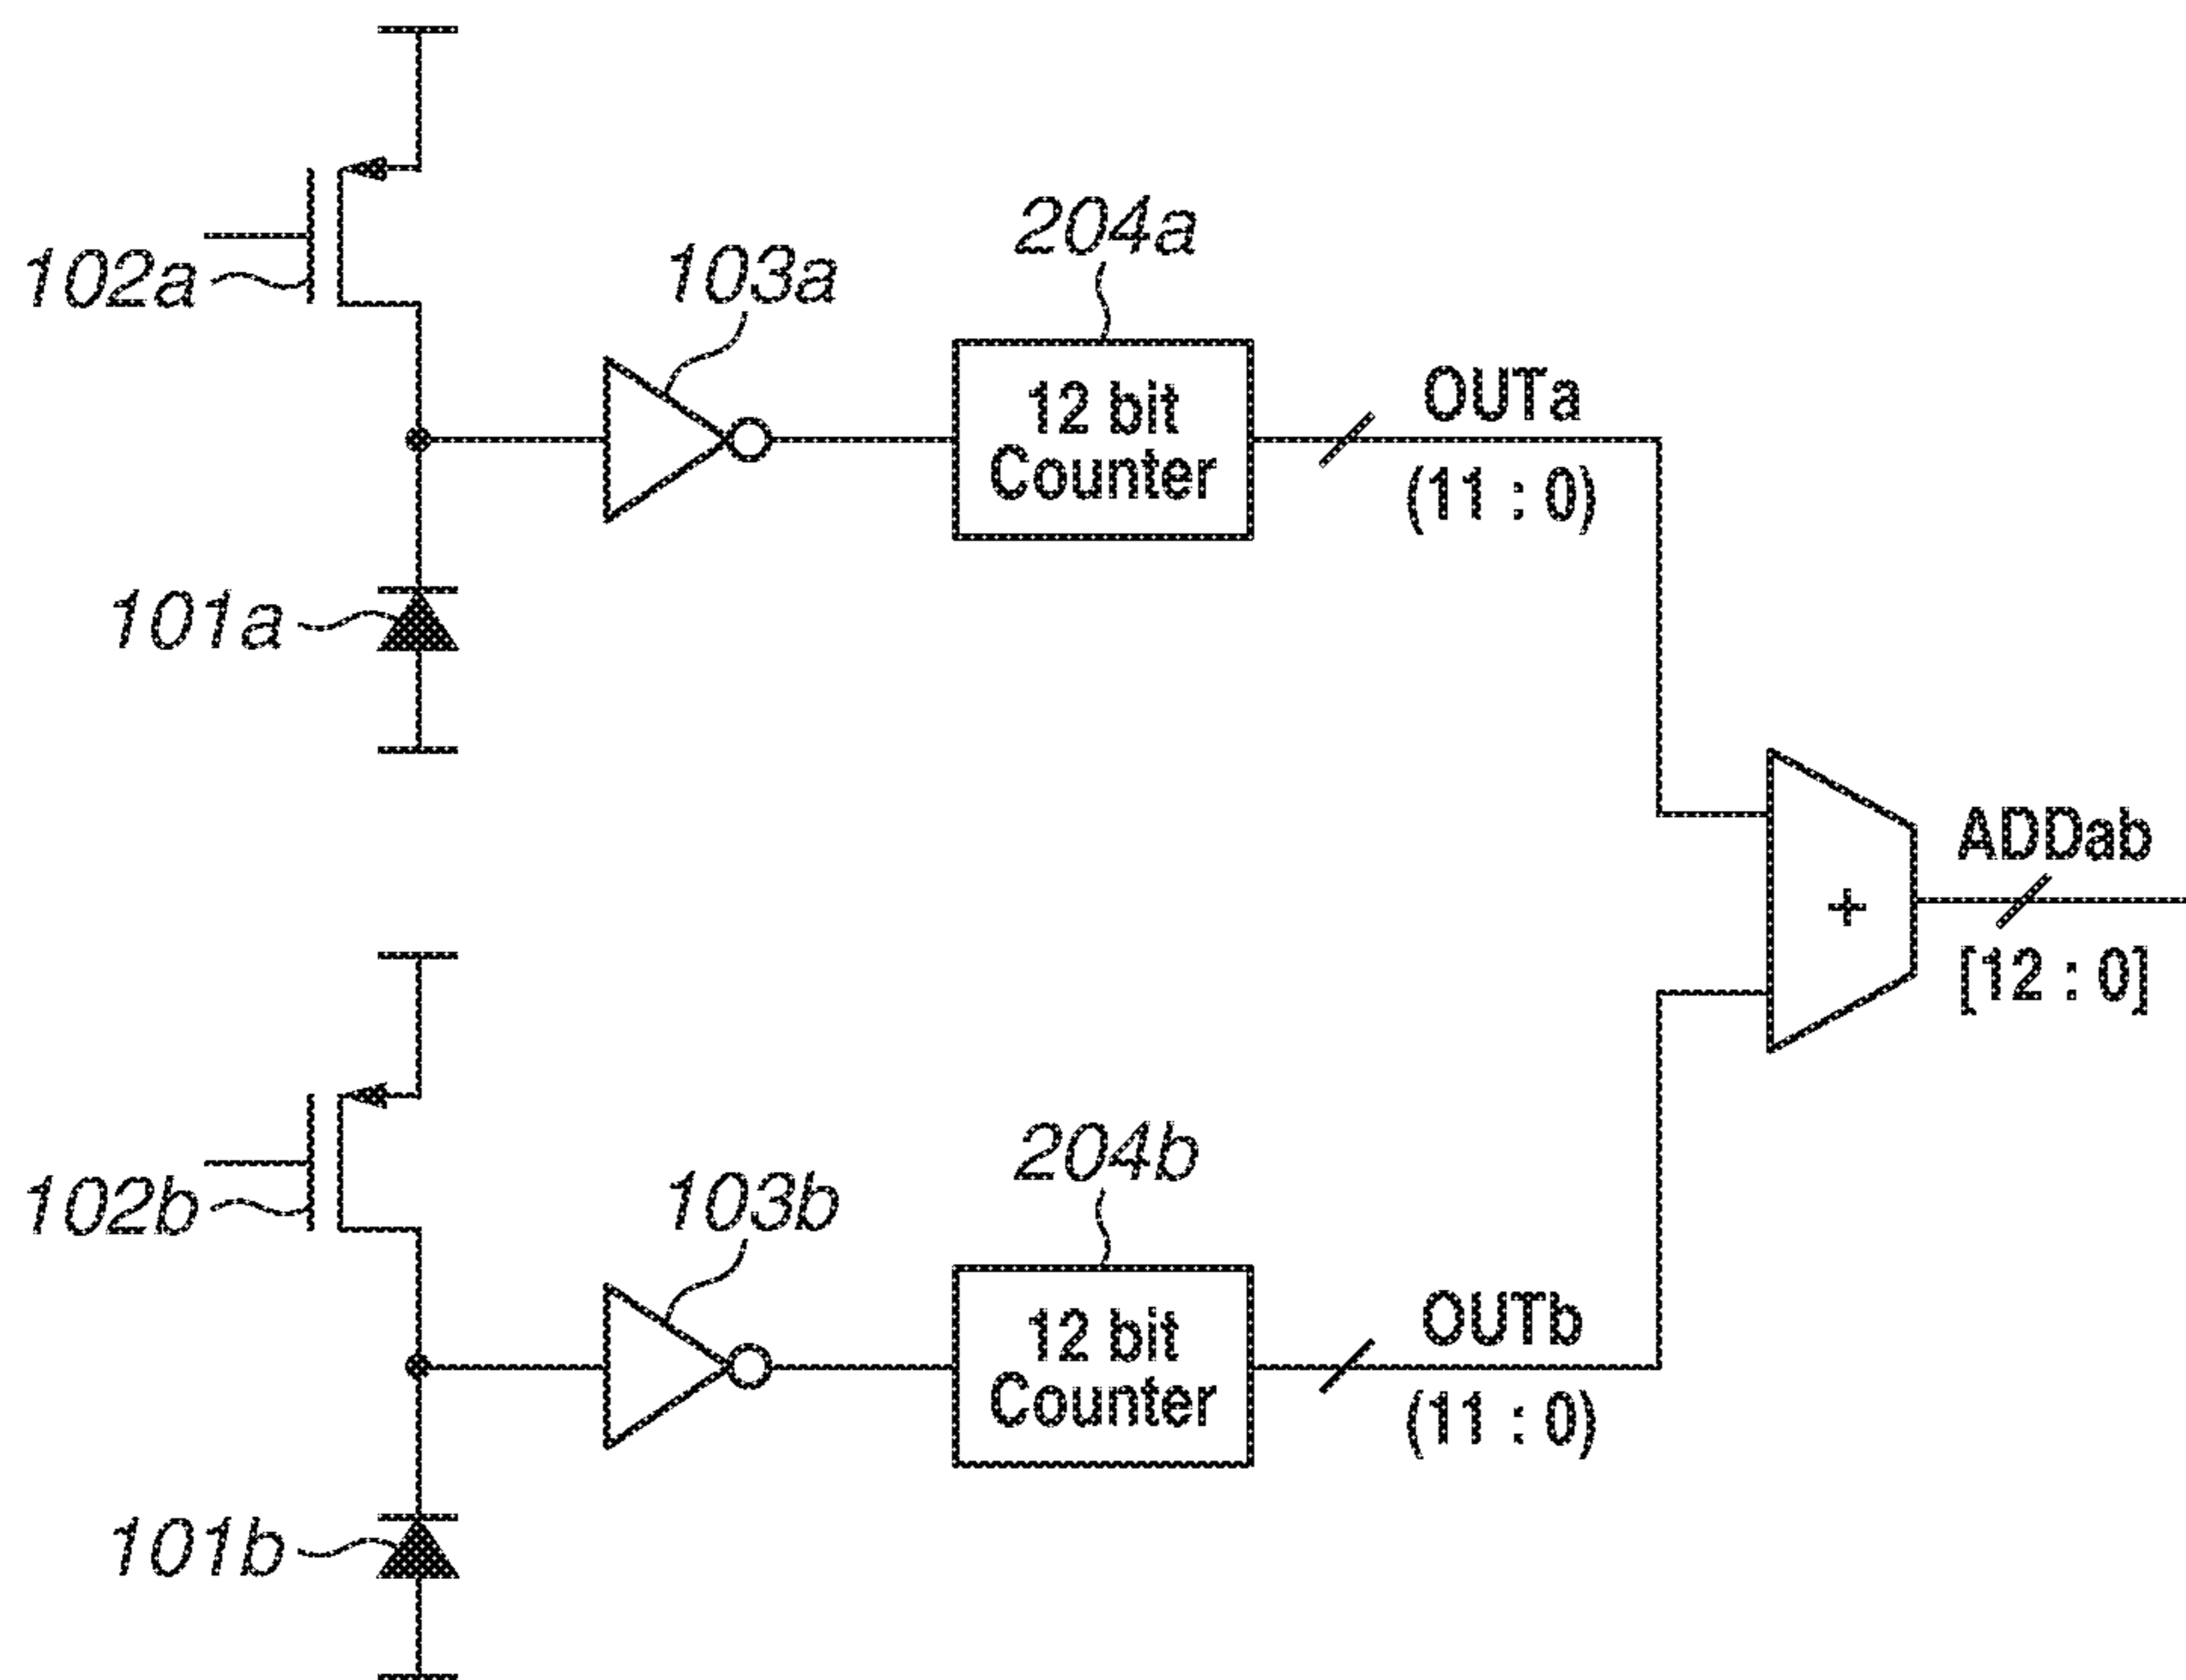 102a
103a
204a
12 bit
Counter
OUTa
(11 : 0)
101a
ADDab
+
[12 : 0]
102b
103b
204b
12 bit
Counter
OUTb
(11 : 0)
101b